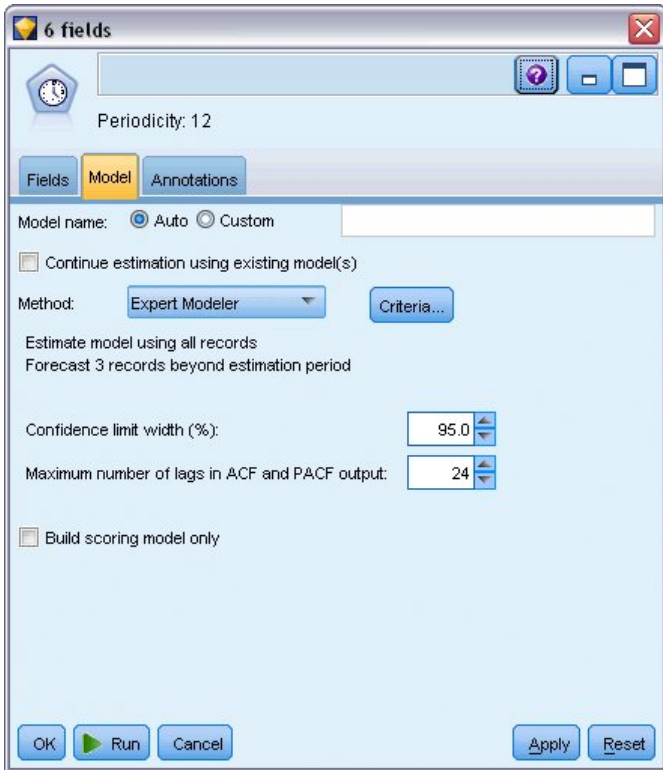 6 fields
?
Periodicity: 12
Fields Model Annotations
Model name: Auto Custom
Continue estimation using existing model(s)
Method: Expert Modeler Criteria...
Estimate model using all records
Forecast 3 records beyond estimation period
Confidence limit width (%): 95.0
Maximum number of lags in ACF and PACF output: 24
Build scoring model only
OK Run Cancel Apply Reset